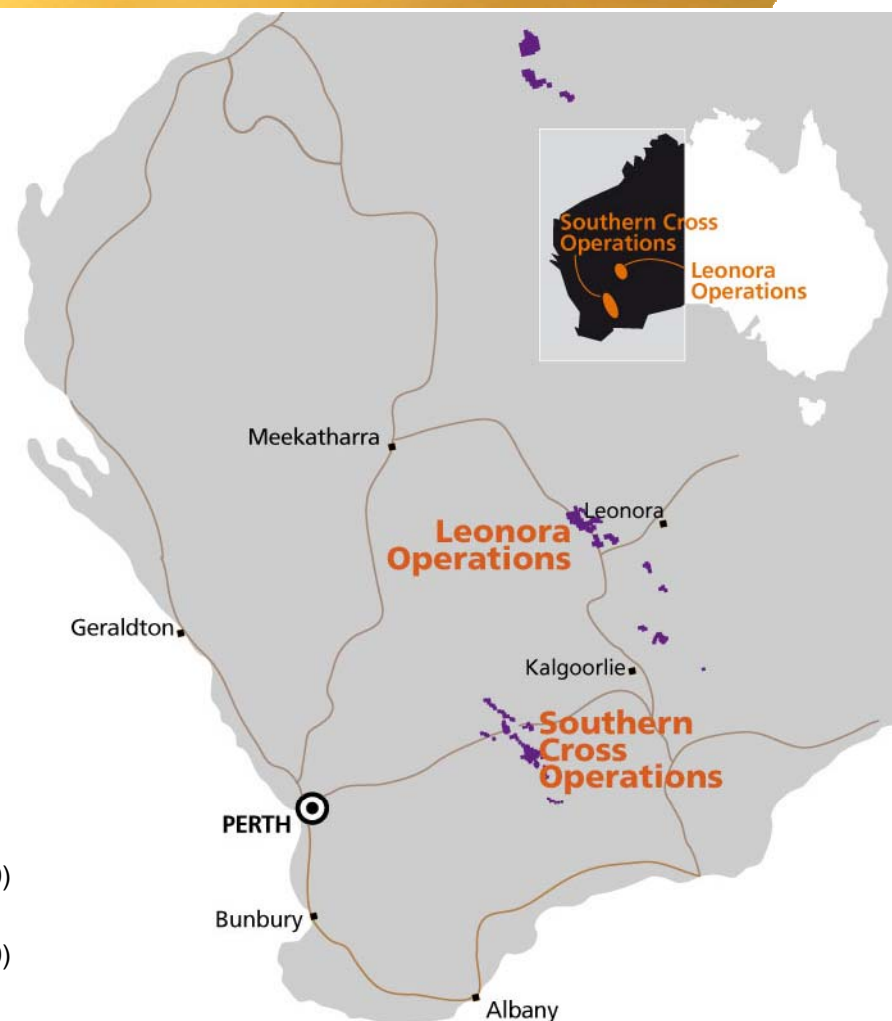 Southern Cross
Operations
Leonora
Operations
Meekatharra
Leonora
Leonora
Operations
Geraldton
Kalgoorlie
Southern
Cross
Operations
PERTH
)
Bunbury
)
Albany